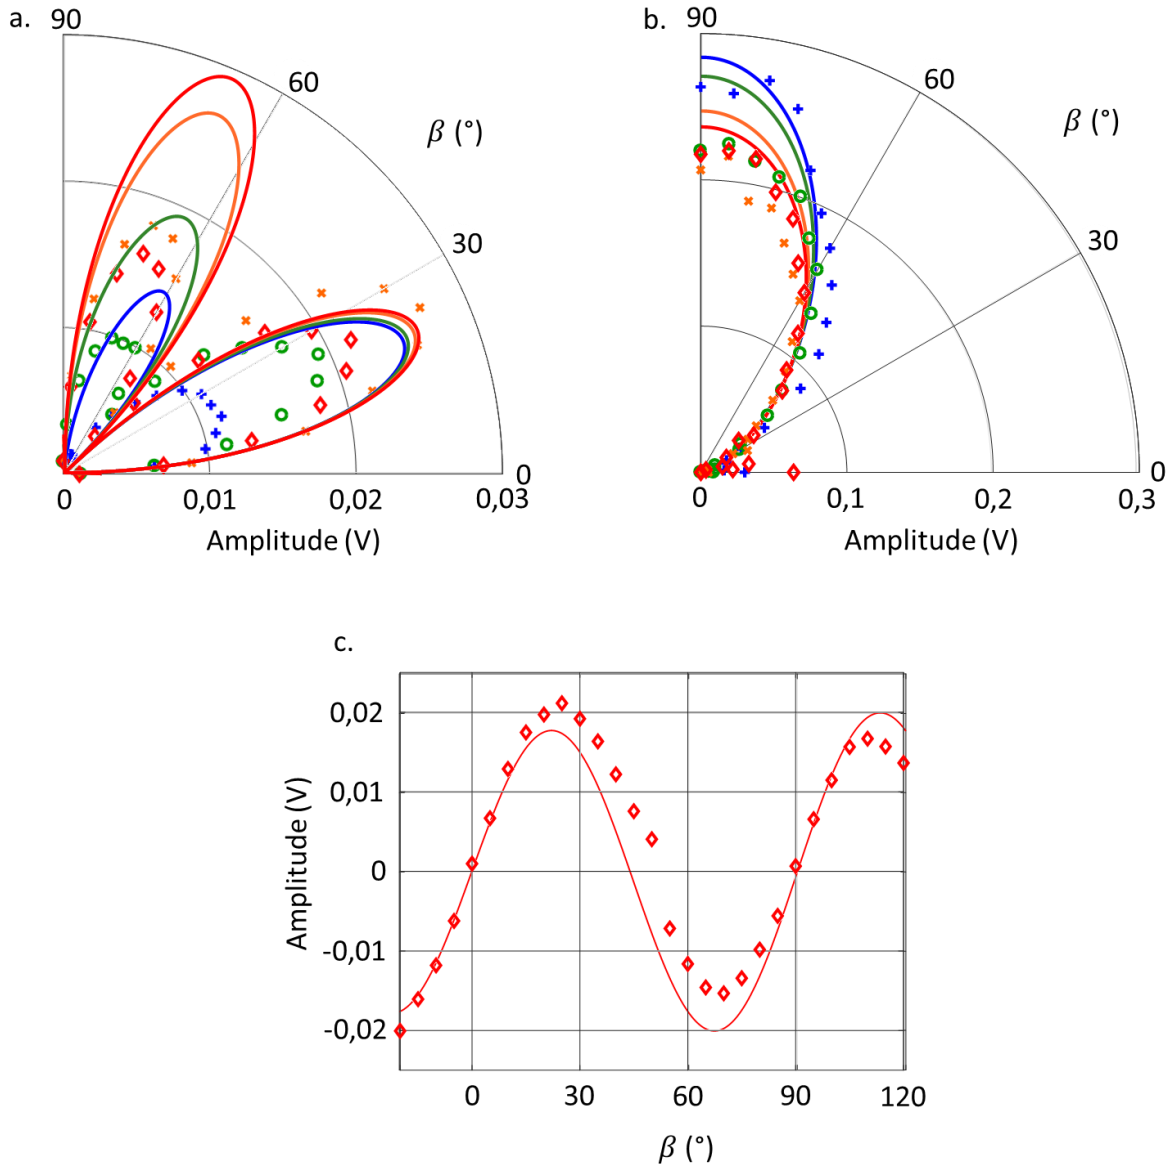 a. 90
60
β (°)
30
0
0 0,01 0,02 0,03
Amplitude (V)
b. 90
60
β (°)
30
0
0 0,1 0,2 0,3
Amplitude (V)
c.
0,02
0,01
0
-0,01
-0,02
Amplitude (V)
0 30 60 90 120
β (°)